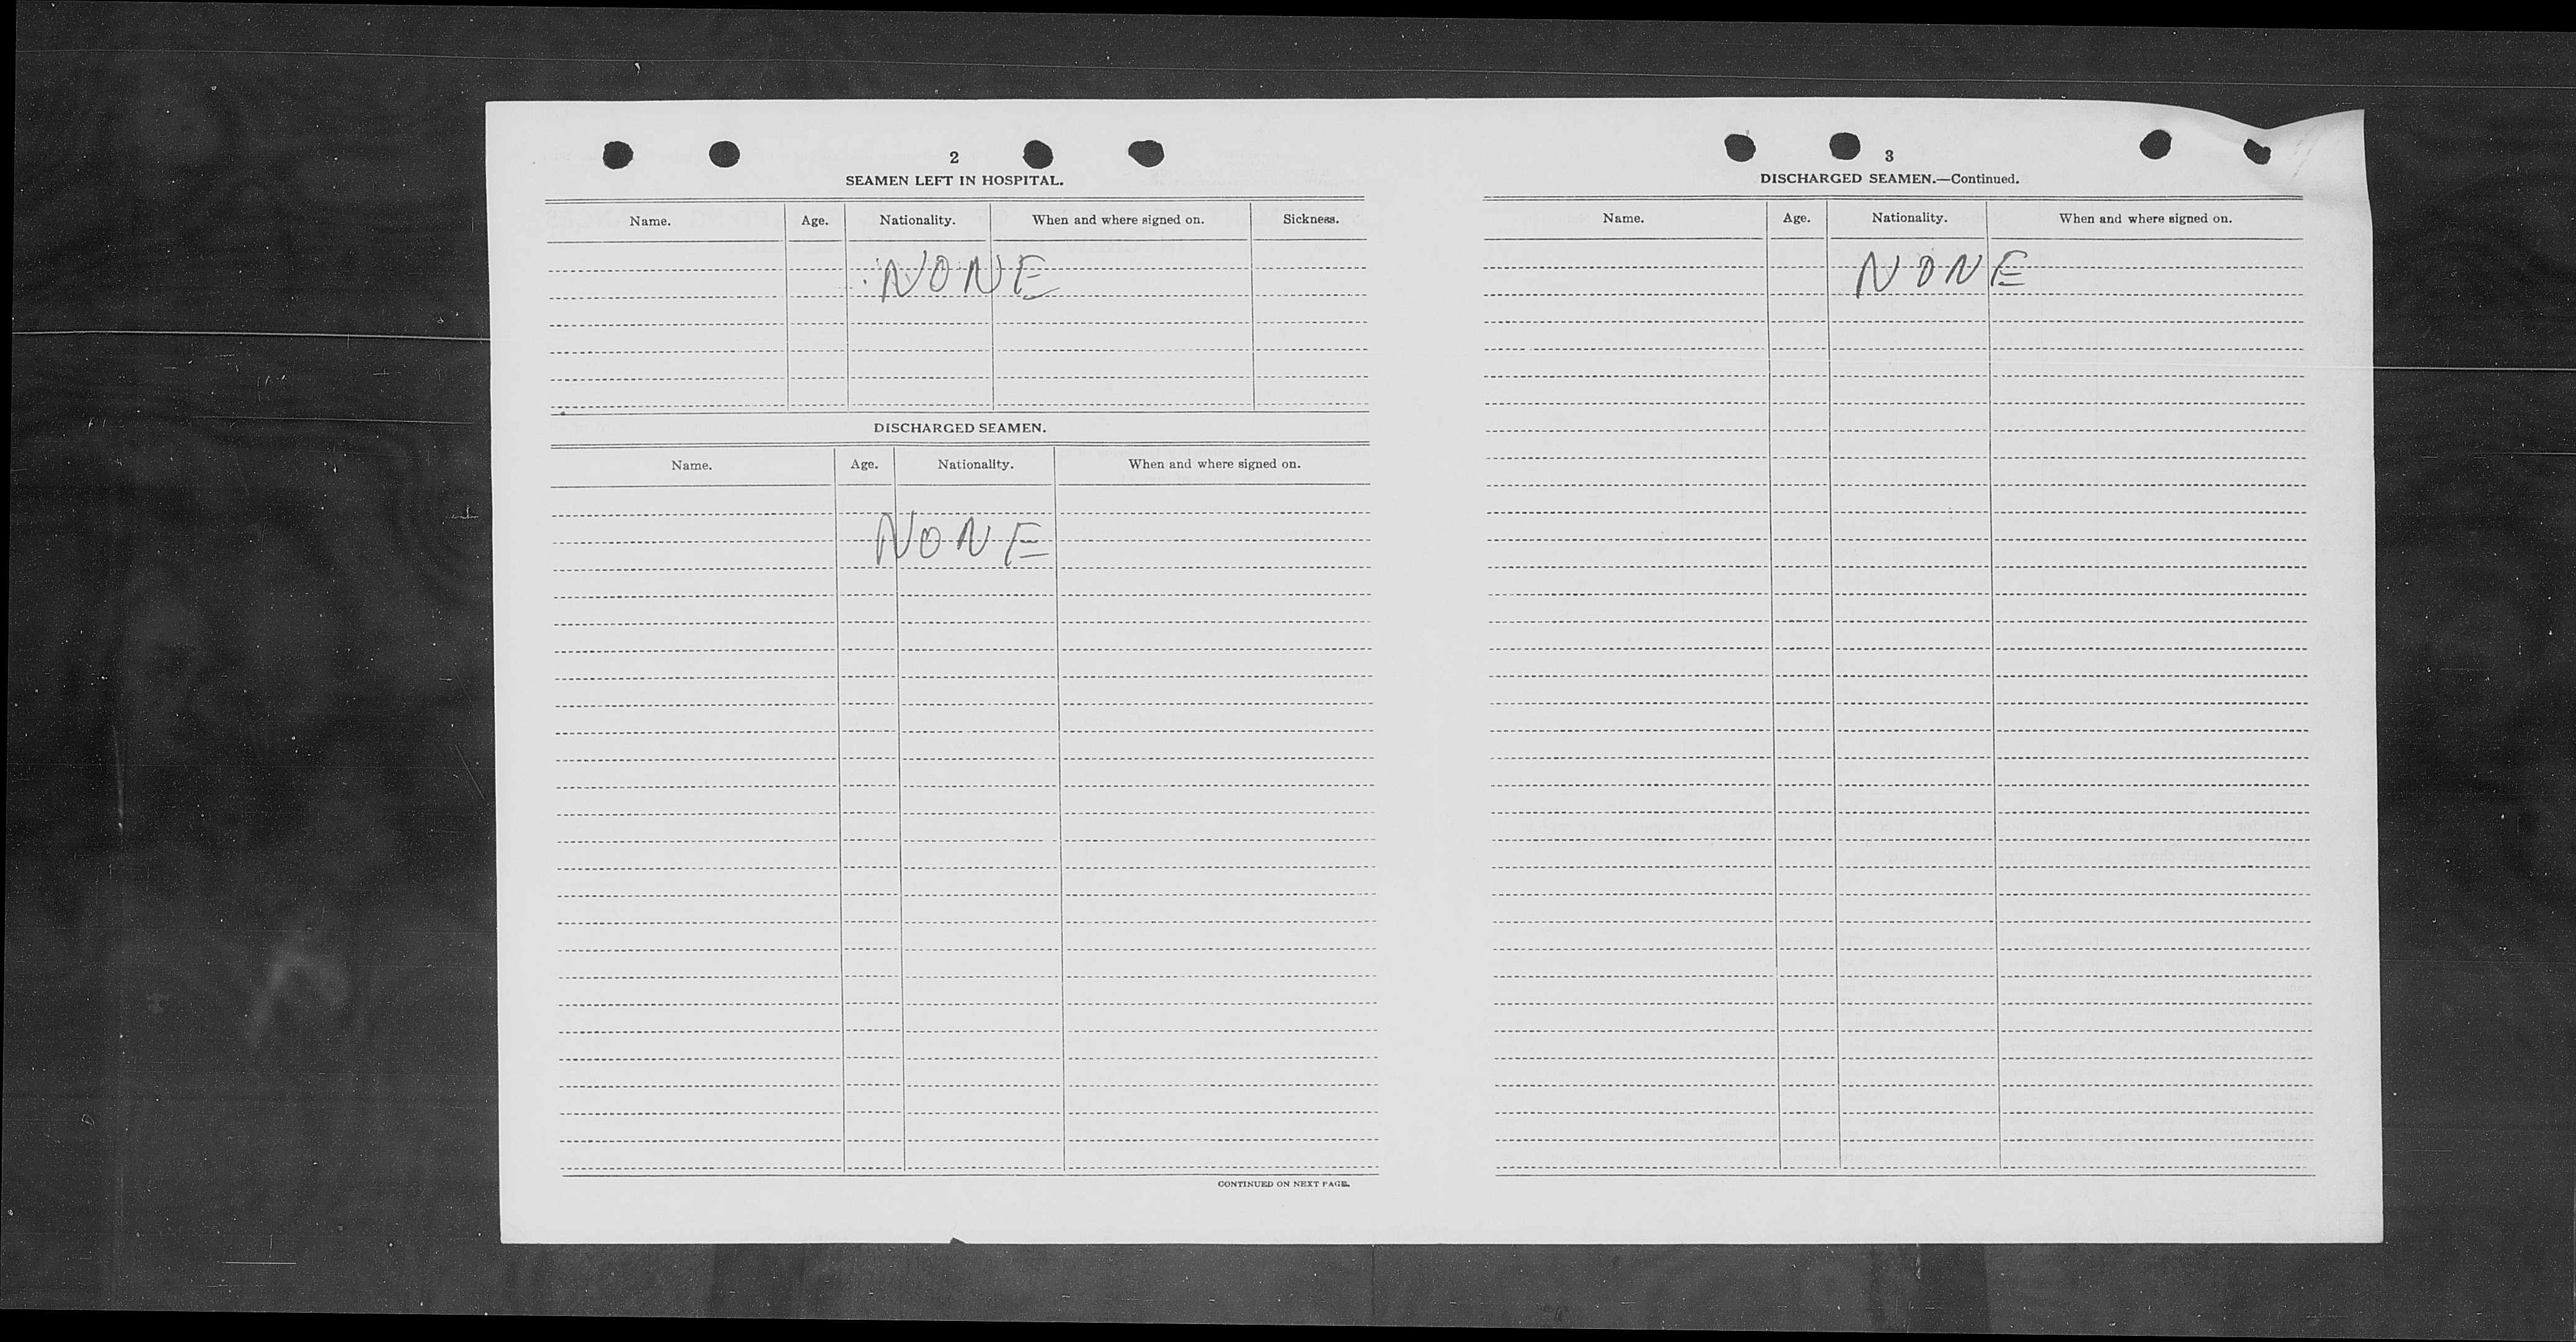 2
SEAMEN LEFT IN HOSPITAL.
Name. Age. Nationality. When and where signed on. Sickness.
NONE
DISCHARGED SEAMEN.
Name. Age. Nationality. When and where signed on.
NONE
CONTINUED ON NEXT PAGE.
3
DISCHARGED SEAMEN.—Continued.
Name. Age. Nationality. When and where signed on.
NONE